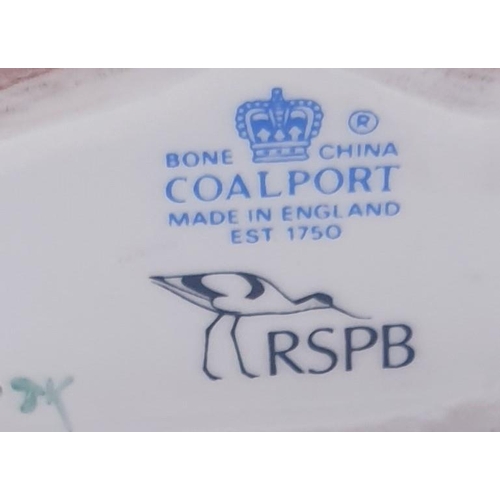 ®
BONE CHINA
COALPORT
MADE IN ENGLAND
EST 1750
RSPB